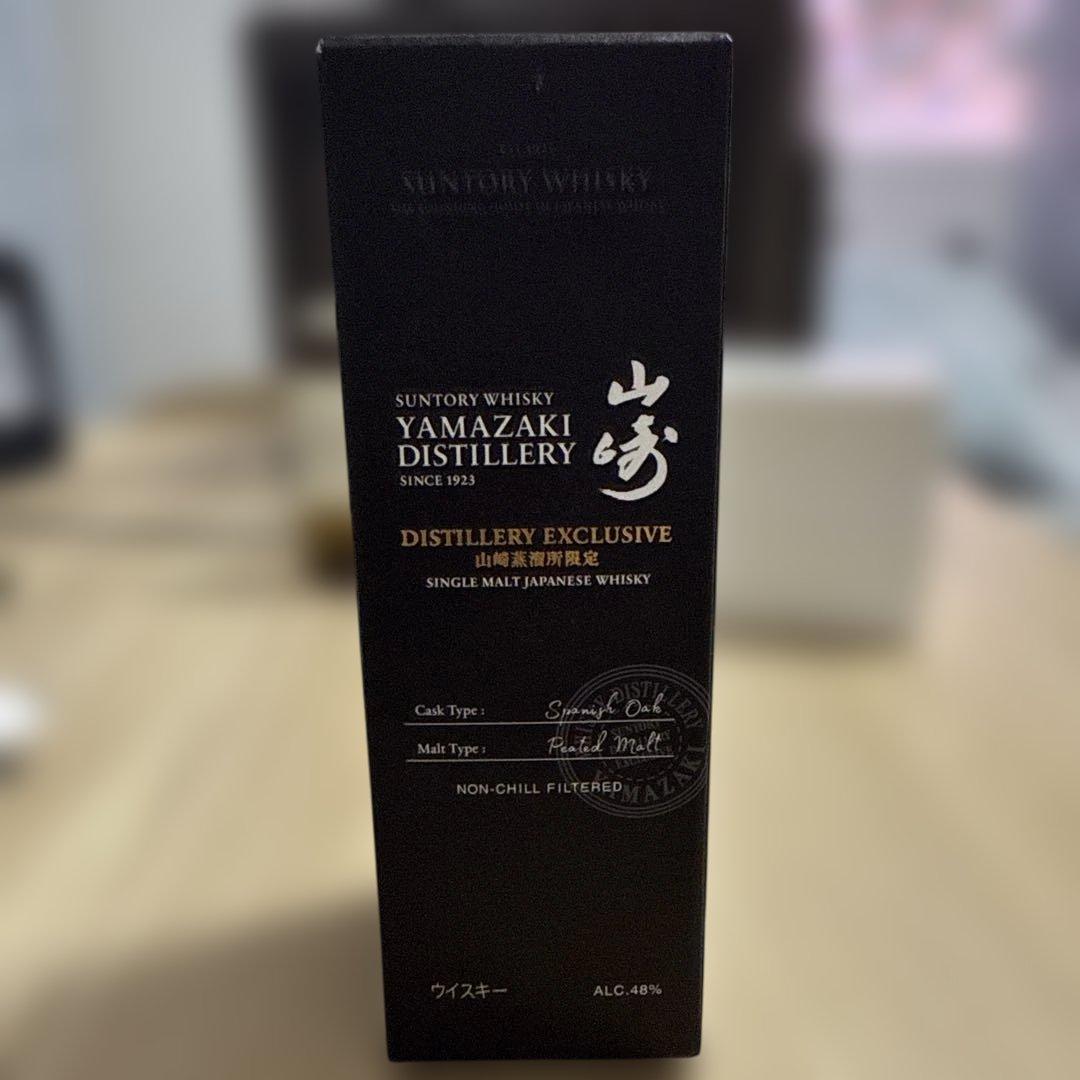 SUNTORY WHISKY
SUNTORY WHISKY
YAMAZAKI
DISTILLERY
SINCE 1923
山崎
DISTILLERY EXCLUSIVE
山崎蒸溜所限定
SINGLE MALT JAPANESE WHISKY
Cask Type : Spanish Oak
Malt Type : Peated Malt
NON-CHILL FILTERED
DISTILLERY
YAMAZAKI
ウイスキー
ALC.48%